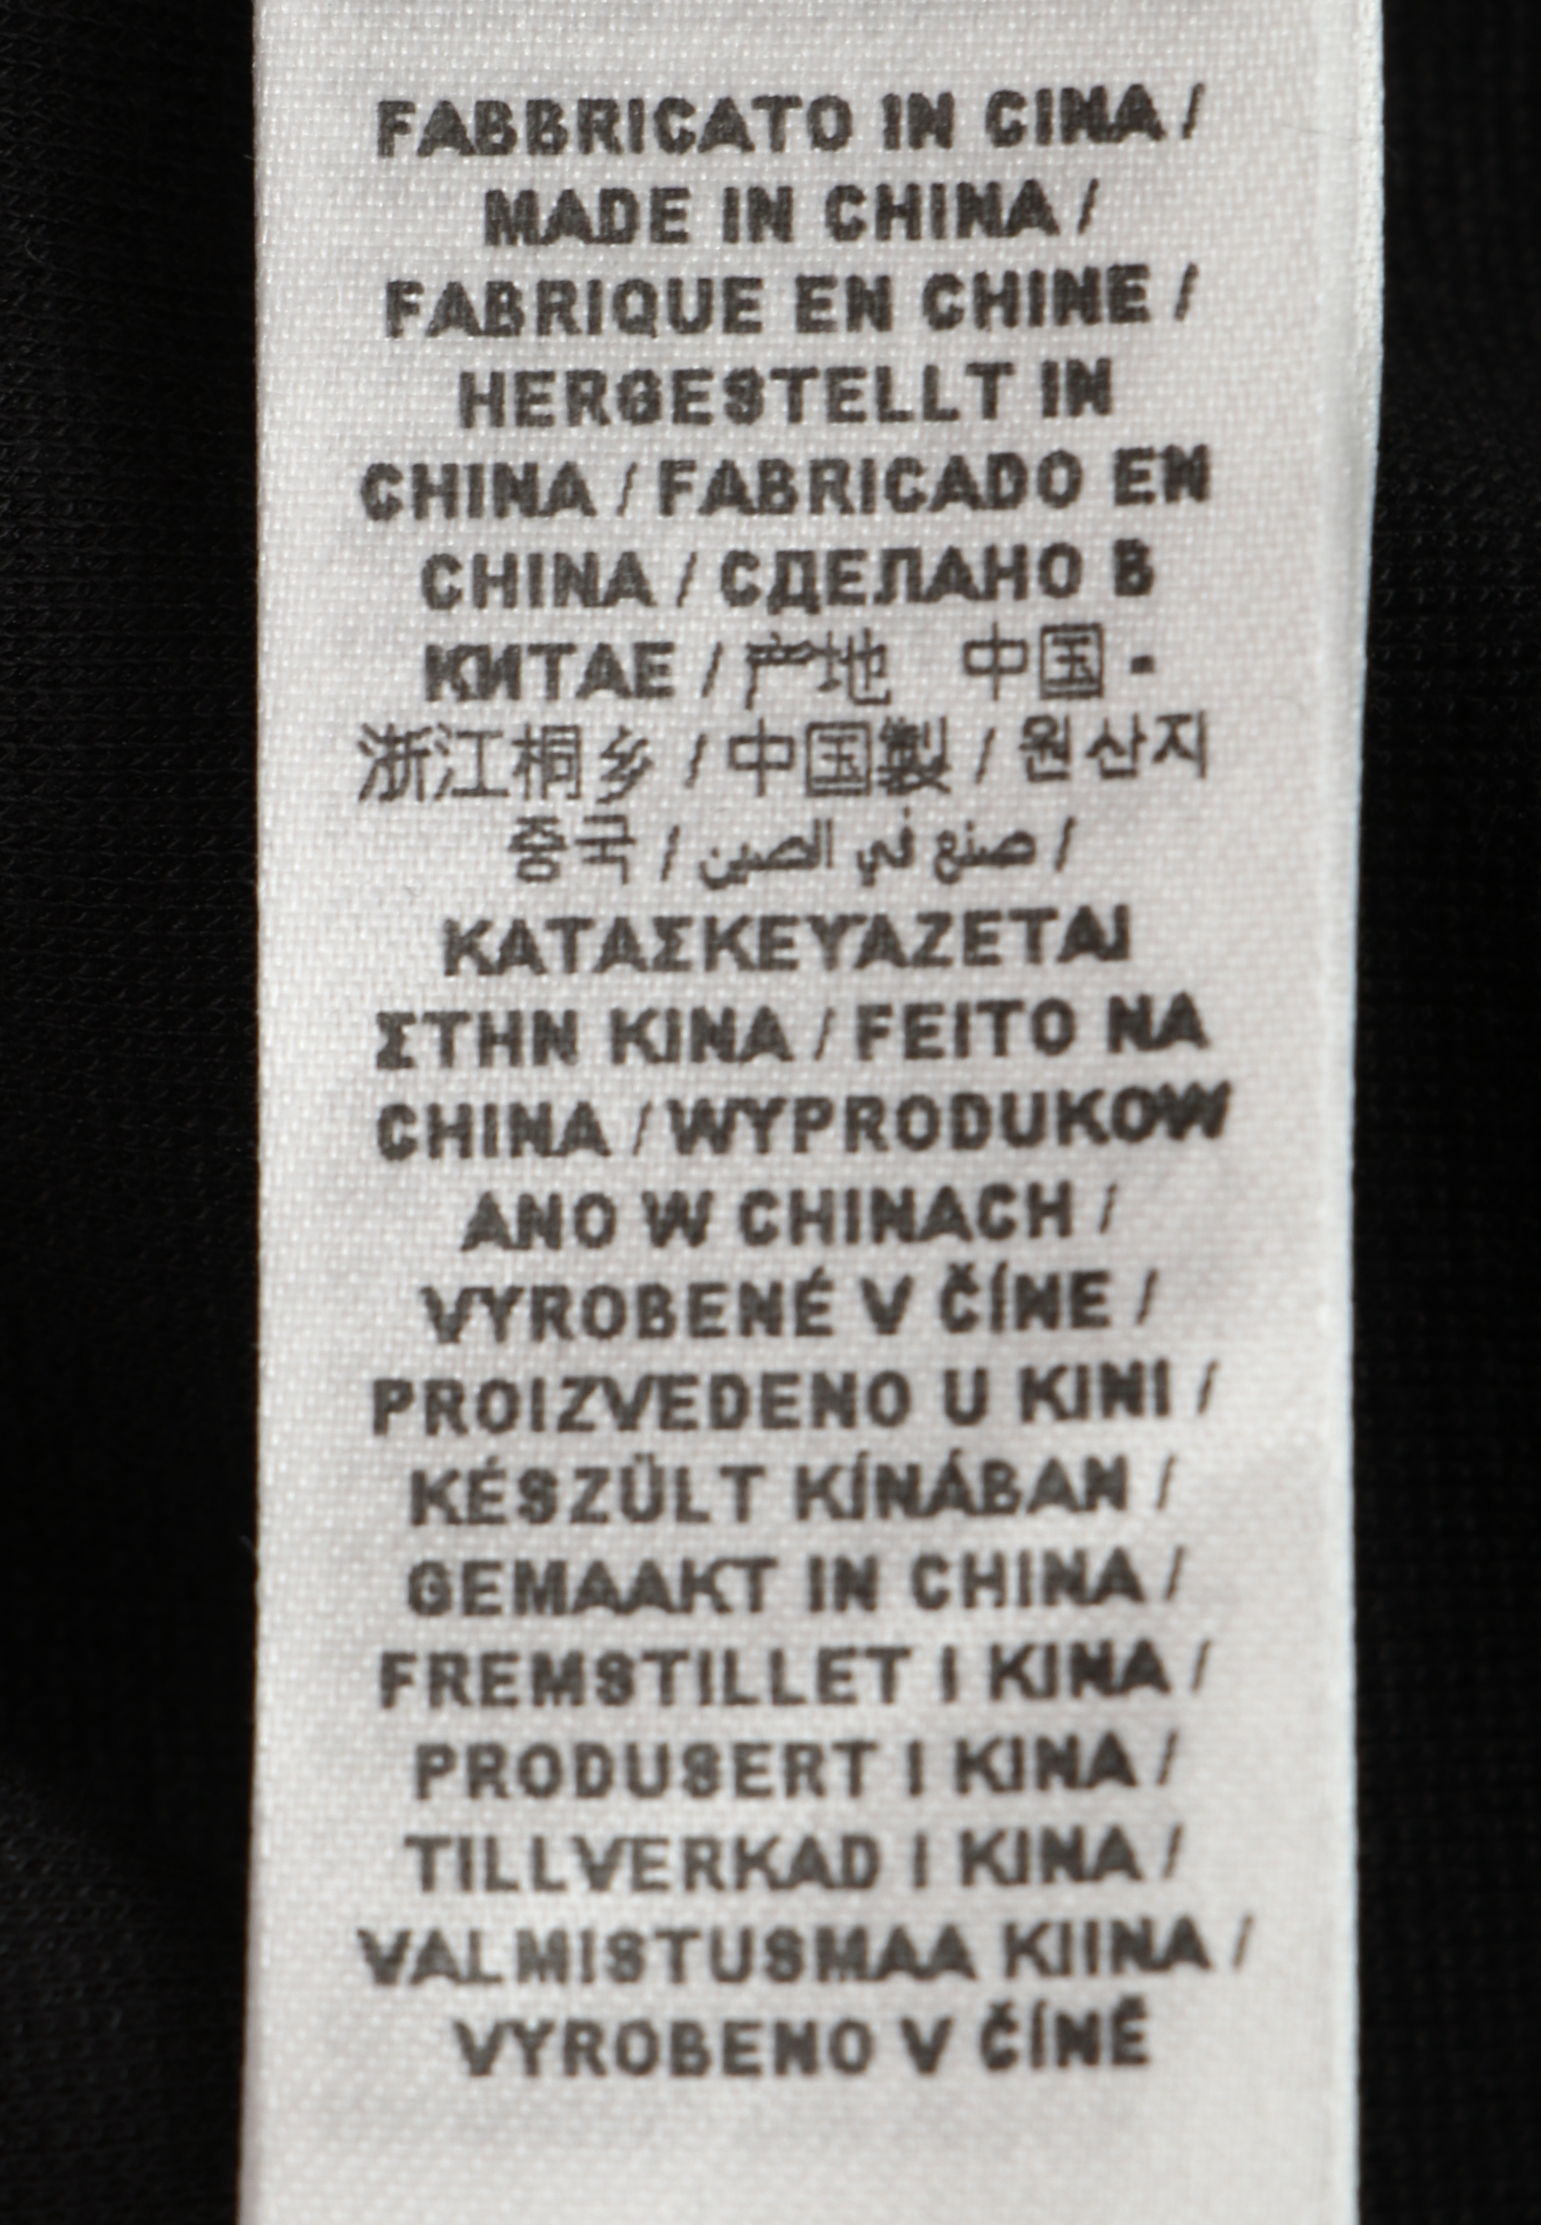 FABBRICATO IN CINA /
MADE IN CHINA /
FABRIQUE EN CHINE /
HERGESTELLT IN
CHINA / FABRICADO EN
CHINA / СДЕЛАНО В
КИТАЕ / 产地 中国 -
浙江桐乡 / 中国製 / 원산지
중국 / صنع في الصين /
ΚΑΤΑΣΚΕΥΑΖΕΤΑΙ
ΣΤΗΝ ΚΙΝΑ / FEITO NA
CHINA / WYPRODUKOW
ANO W CHINACH /
VYROBENÉ V ČÍNE /
PROIZVEDENO U KINI /
KÉSZÜLT KÍNÁBAN /
GEMAAKT IN CHINA /
FREMSTILLET I KINA /
PRODUSERT I KINA /
TILLVERKAD I KINA /
VALMISTUSMAA KIINA /
VYROBENO V ČÍNĚ